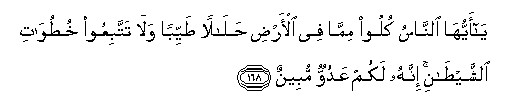 يَـٰٓأَيُّهَا ٱلنَّاسُ كُلُوا۟ مِمَّا فِى ٱلْأَرْضِ حَلَـٰلًا طَيِّبًا وَلَا تَتَّبِعُوا۟ خُطُوَٰتِ
ٱلشَّيْطَـٰنِ ۚ إِنَّهُۥ لَكُمْ عَدُوٌّ مُّبِينٌ ١٦٨